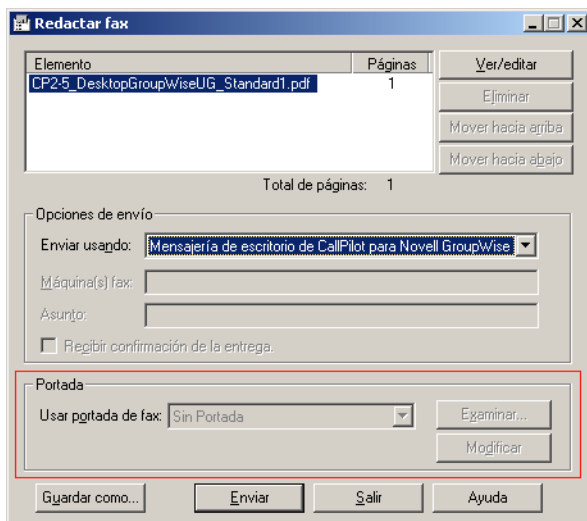 Redactar fax
Elemento Páginas
CP2-5_DesktopGroupWiseUG_Standard1.pdf 1
Ver/editar
Eliminar
Mover hacia arriba
Mover hacia abajo
Total de páginas: 1
Opciones de envío
Enviar usando: Mensajería de escritorio de CallPilot para Novell GroupWise
Máquina(s) fax:
Asunto:
Recibir confirmación de la entrega.
Portada
Usar portada de fax: Sin Portada
Examinar...
Modificar
Guardar como... Enviar Salir Ayuda